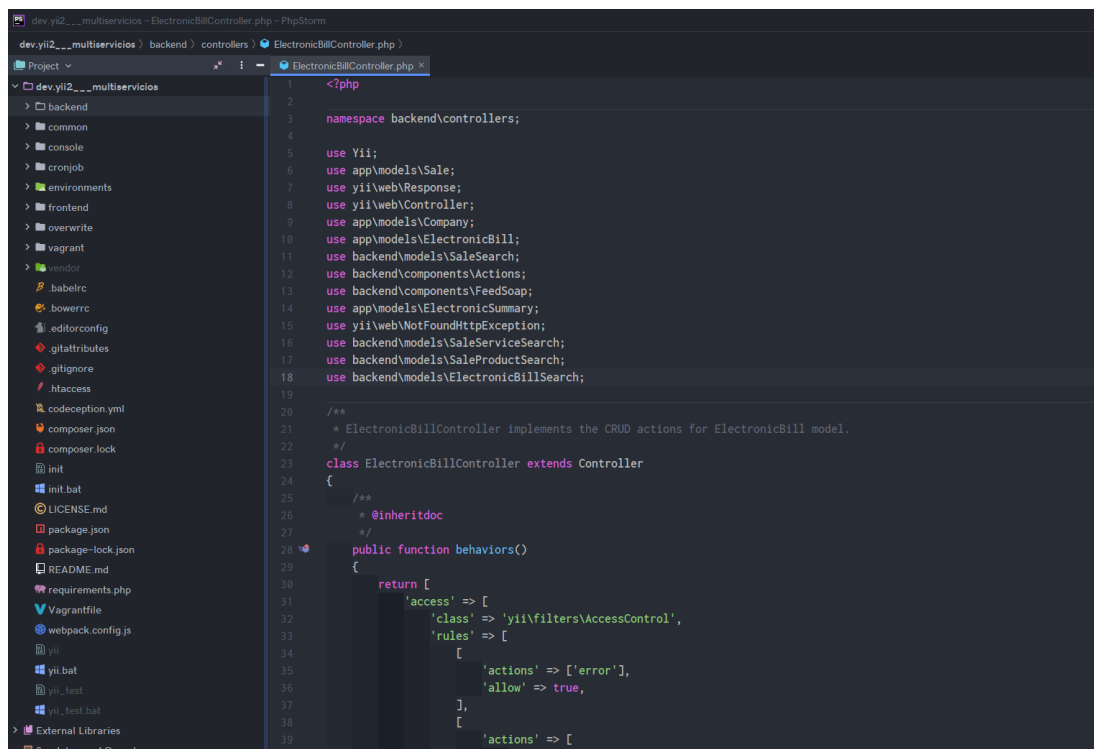 PS dev.yii2___multiservicios – ElectronicBillController.php – PhpStorm
dev.yii2___multiservicios 〉 backend 〉 controllers 〉 ElectronicBillController.php 〉
Project
ElectronicBillController.php ×
dev.yii2___multiservicios
backend
common
console
cronjob
environments
frontend
overwrite
vagrant
vendor
.babelrc
.bowerrc
.editorconfig
.gitattributes
.gitignore
.htaccess
codeception.yml
composer.json
composer.lock
init
init.bat
LICENSE.md
package.json
package-lock.json
README.md
requirements.php
Vagrantfile
webpack.config.js
yii
yii.bat
yii_test
yii_test.bat
External Libraries
1 <?php
2
3 namespace backend\controllers;
4
5 use Yii;
6 use app\models\Sale;
7 use yii\web\Response;
8 use yii\web\Controller;
9 use app\models\Company;
10 use app\models\ElectronicBill;
11 use backend\models\SaleSearch;
12 use backend\components\Actions;
13 use backend\components\FeedSoap;
14 use app\models\ElectronicSummary;
15 use yii\web\NotFoundHttpException;
16 use backend\models\SaleServiceSearch;
17 use backend\models\SaleProductSearch;
18 use backend\models\ElectronicBillSearch;
19
20 /**
21 * ElectronicBillController implements the CRUD actions for ElectronicBill model.
22 */
23 class ElectronicBillController extends Controller
24 {
25 /**
26 * @inheritdoc
27 */
28 public function behaviors()
29 {
30 return [
31 'access' => [
32 'class' => 'yii\filters\AccessControl',
33 'rules' => [
34 [
35 'actions' => ['error'],
36 'allow' => true,
37 ],
38 [
39 'actions' => [